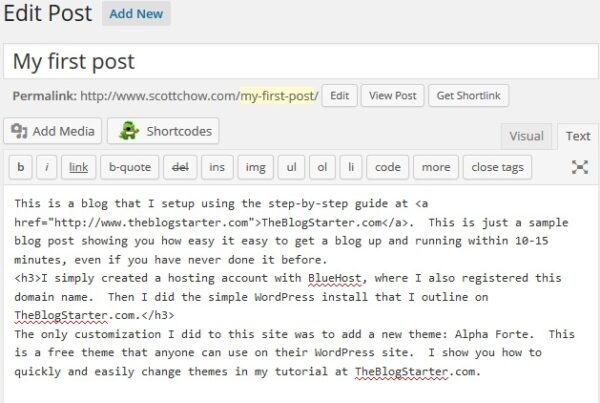 Edit Post Add New
My first post
Permalink: http://www.scottchow.com/my-first-post/ Edit View Post Get Shortlink
Add Media Shortcodes
Visual Text
b i link b-quote del ins img ul ol li code more close tags
This is a blog that I setup using the step-by-step guide at <a
href="http://www.theblogstarter.com">TheBlogStarter.com</a>.  This is just a sample
blog post showing you how easy it easy to get a blog up and running within 10-15
minutes, even if you have never done it before.
<h3>I simply created a hosting account with BlueHost, where I also registered this
domain name.  Then I did the simple WordPress install that I outline on
TheBlogStarter.com.</h3>
The only customization I did to this site was to add a new theme: Alpha Forte.  This
is a free theme that anyone can use on their WordPress site.  I show you how to
quickly and easily change themes in my tutorial at TheBlogStarter.com.